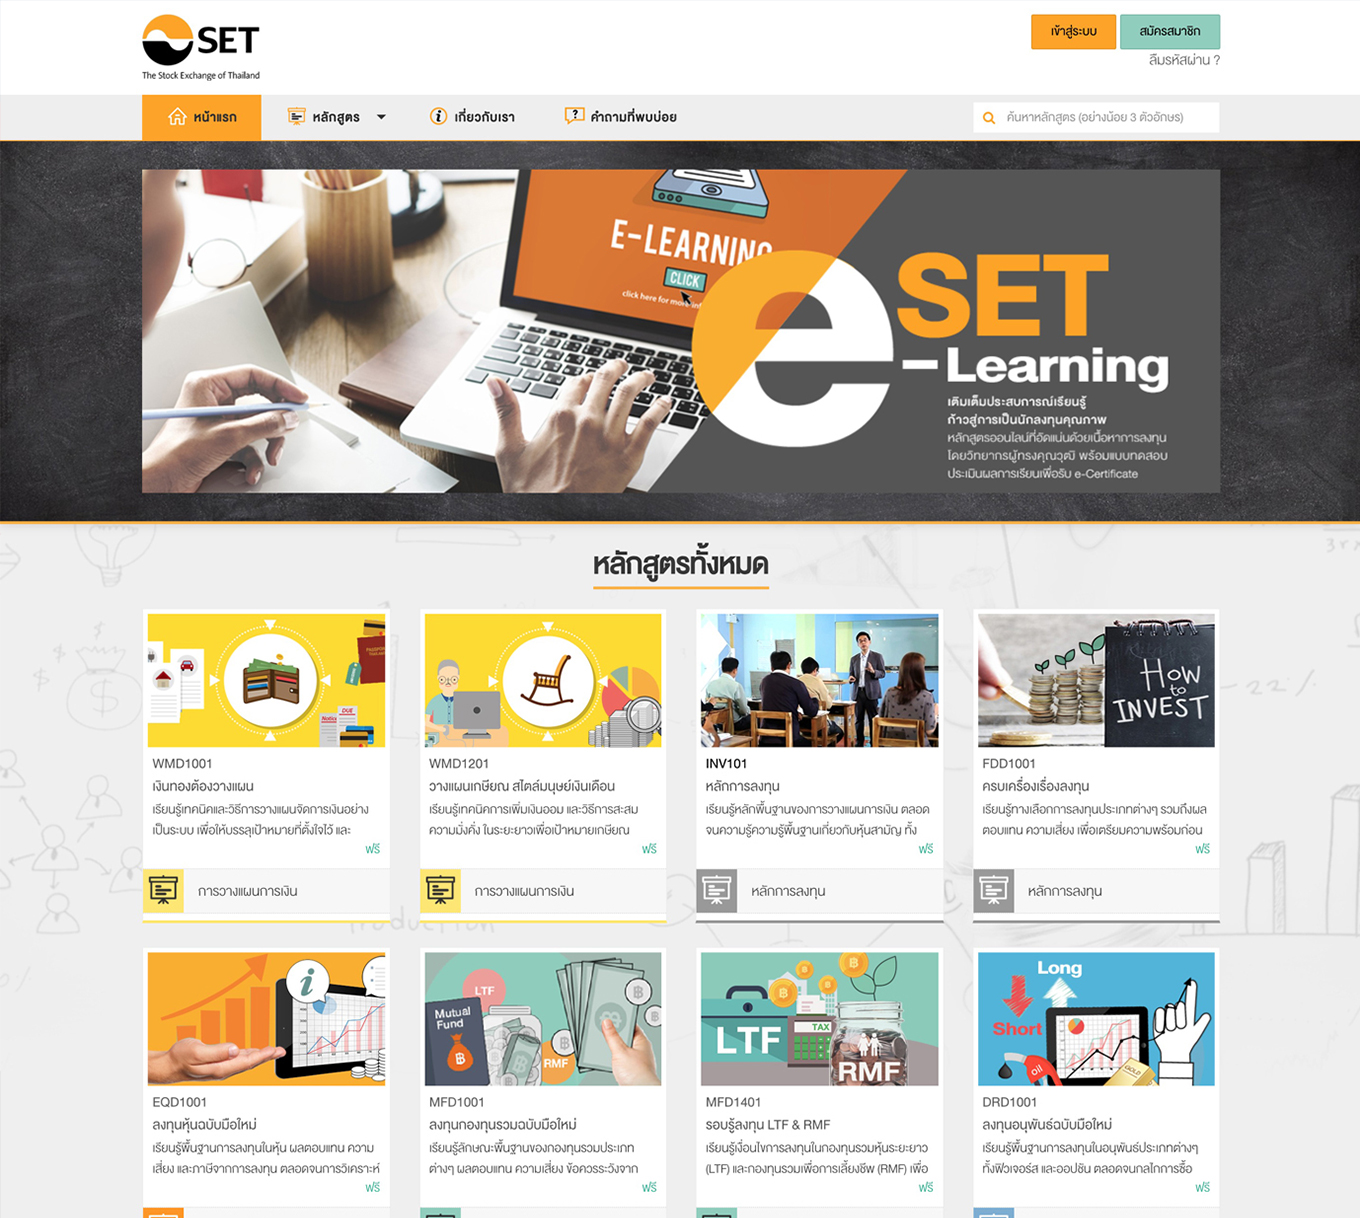 SET
The Stock Exchange of Thailand
เข้าสู่ระบบ
สมัครสมาชิก
ลืมรหัสผ่าน ?
หน้าแรก
หลักสูตร
เกี่ยวกับเรา
คำถามที่พบบ่อย
ค้นหาหลักสูตร (อย่างน้อย 3 ตัวอักษร)
E-LEARNING
CLICK
click here for more
e
SET
-Learning
เติมเต็มประสบการณ์เรียนรู้
ก้าวสู่การเป็นนักลงทุนคุณภาพ
หลักสูตรออนไลน์ที่อัดแน่นด้วยเนื้อหาการลงทุน
โดยวิทยากรผู้ทรงคุณวุฒิ พร้อมแบบทดสอบ
ประเมินผลการเรียนเพื่อรับ e-Certificate
หลักสูตรทั้งหมด
Notice
DUE
PASSPORT
HOW
to
INVEST
-22%
WMD1001
เงินทองต้องวางแผน
เรียนรู้เทคนิคและวิธีการวางแผนจัดการเงินอย่าง
เป็นระบบ เพื่อให้บรรลุเป้าหมายที่ตั้งใจไว้ และ
ฟรี
การวางแผนการเงิน
WMD1201
วางแผนเกษียณ สไตล์มนุษย์เงินเดือน
เรียนรู้เทคนิคการเพิ่มเงินออม และวิธีการสะสม
ความมั่งคั่ง ในระยะยาวเพื่อเป้าหมายเกษียณ
ฟรี
การวางแผนการเงิน
INV101
หลักการลงทุน
เรียนรู้หลักพื้นฐานของการวางแผนการเงิน ตลอด
จนความรู้ความรู้พื้นฐานเกี่ยวกับหุ้นสามัญ ทั้ง
ฟรี
หลักการลงทุน
FDD1001
ครบเครื่องเรื่องลงทุน
เรียนรู้ทางเลือกการลงทุนประเภทต่างๆ รวมถึงผล
ตอบแทน ความเสี่ยง เพื่อเตรียมความพร้อมก่อน
ฟรี
หลักการลงทุน
Production
i
LTF
Mutual
Fund
RMF
LTF
TAX
RMF
Long
Short
oil
GOLD
EQD1001
ลงทุนหุ้นฉบับมือใหม่
เรียนรู้พื้นฐานการลงทุนในหุ้น ผลตอบแทน ความ
เสี่ยง และภาษีจากการลงทุน ตลอดจนการวิเคราะห์
ฟรี
MFD1001
ลงทุนกองทุนรวมฉบับมือใหม่
เรียนรู้ลักษณะพื้นฐานของกองทุนรวมประเภท
ต่างๆ ผลตอบแทน ความเสี่ยง ข้อควรระวังจาก
ฟรี
MFD1401
รอบรู้ลงทุน LTF & RMF
เรียนรู้เงื่อนไขการลงทุนในกองทุนรวมหุ้นระยะยาว
(LTF) และกองทุนรวมเพื่อการเลี้ยงชีพ (RMF) เพื่อ
ฟรี
DRD1001
ลงทุนอนุพันธ์ฉบับมือใหม่
เรียนรู้พื้นฐานการลงทุนในอนุพันธ์ประเภทต่างๆ
ทั้งฟิวเจอร์ส และออปชัน ตลอดจนกลไกการซื้อ
ฟรี